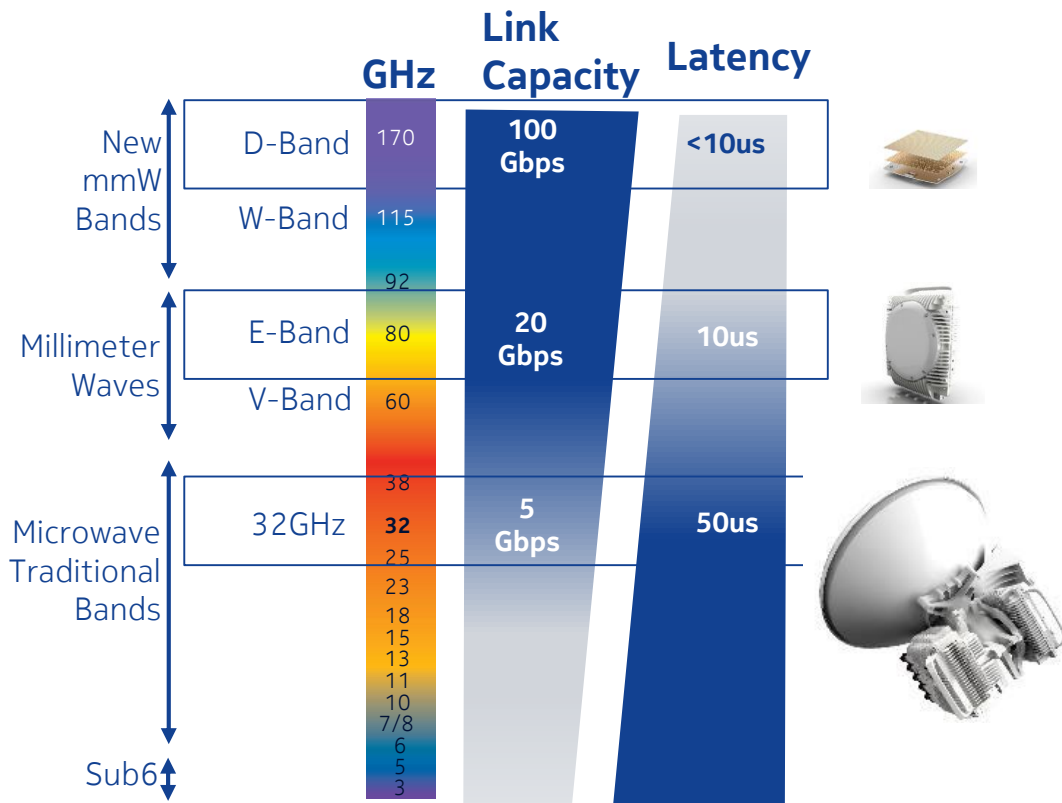 GHz
Link
Capacity
Latency
New
mmW
Bands
D-Band
170
100
Gbps
<10us
W-Band
115
92
Millimeter
Waves
E-Band
80
20
Gbps
10us
V-Band
60
38
Microwave
Traditional
Bands
32GHz
32
5
Gbps
50us
25
23
18
15
13
11
10
7/8
6
Sub6
5
3